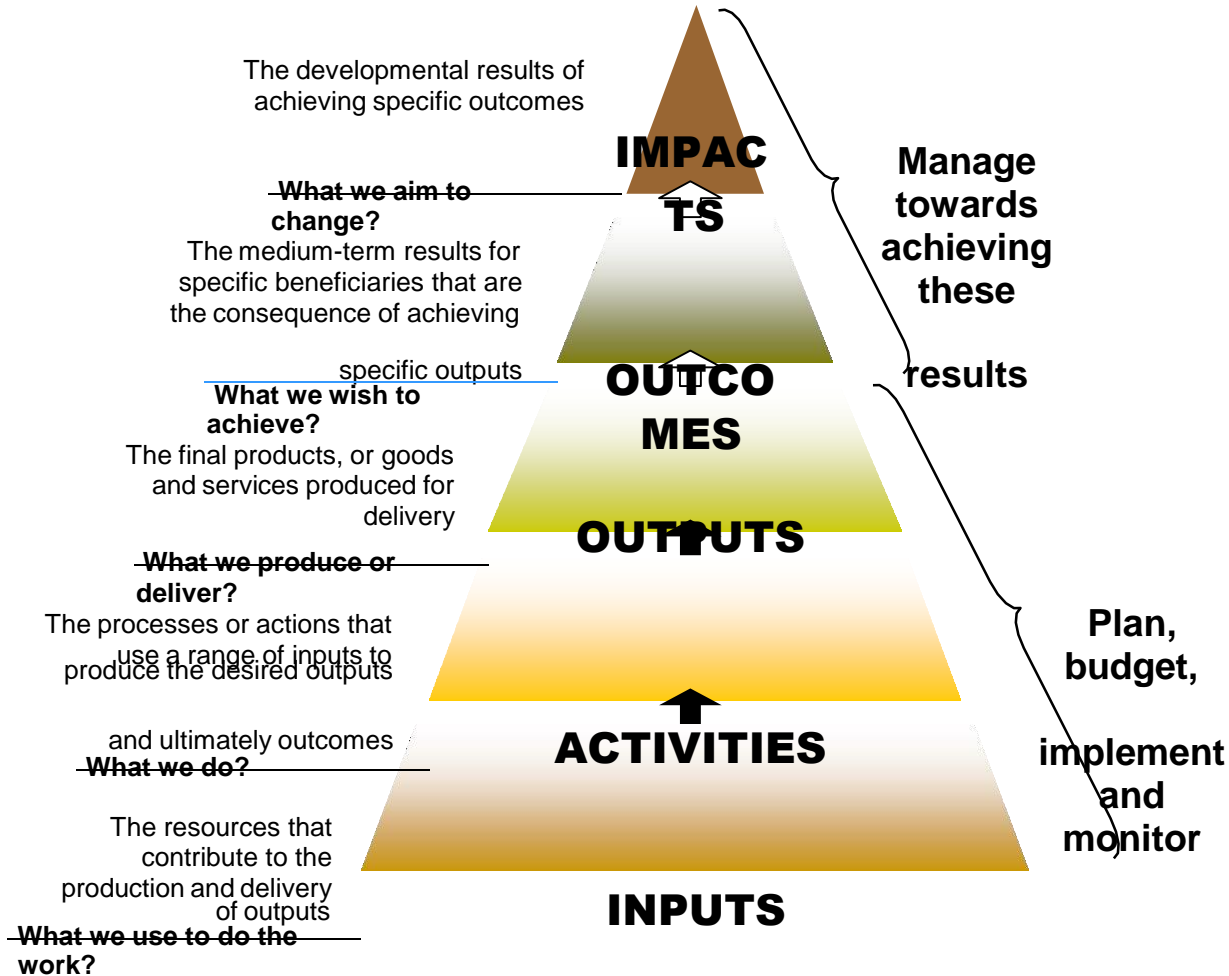 The developmental results of
achieving specific outcomes
IMPAC
TS
What we aim to
change?
The medium-term results for
specific beneficiaries that are
the consequence of achieving
specific outputs
OUTCO
MES
What we wish to
achieve?
The final products, or goods
and services produced for
delivery
OUTPUTS
What we produce or
deliver?
The processes or actions that
use a range of inputs to
produce the desired outputs
and ultimately outcomes
ACTIVITIES
What we do?
The resources that
contribute to the
production and delivery
of outputs
INPUTS
What we use to do the
work?
Manage
towards
achieving
these
results
Plan,
budget,
implement
and
monitor